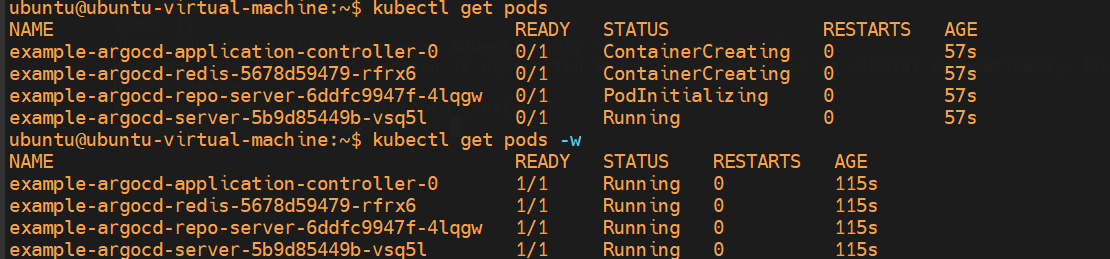 ubuntu@ubuntu-virtual-machine:~$ kubectl get pods
NAME READY STATUS RESTARTS AGE
example-argocd-application-controller-0 0/1 ContainerCreating 0 57s
example-argocd-redis-5678d59479-rfrx6 0/1 ContainerCreating 0 57s
example-argocd-repo-server-6ddfc9947f-4lqgw 0/1 PodInitializing 0 57s
example-argocd-server-5b9d85449b-vsq5l 0/1 Running 0 57s
ubuntu@ubuntu-virtual-machine:~$ kubectl get pods -w
NAME READY STATUS RESTARTS AGE
example-argocd-application-controller-0 1/1 Running 0 115s
example-argocd-redis-5678d59479-rfrx6 1/1 Running 0 115s
example-argocd-repo-server-6ddfc9947f-4lqgw 1/1 Running 0 115s
example-argocd-server-5b9d85449b-vsq5l 1/1 Running 0 115s